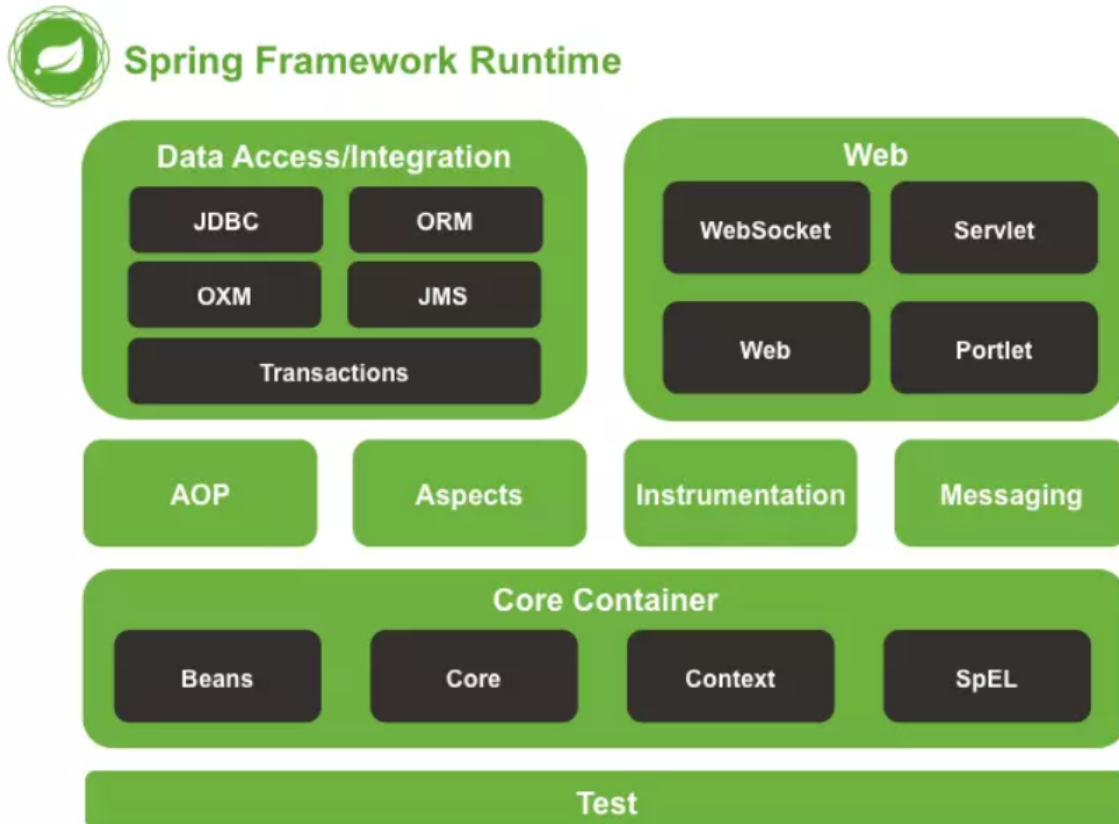 Spring Framework Runtime
Data Access/Integration
JDBC
ORM
OXM
JMS
Transactions
Web
WebSocket
Servlet
Web
Portlet
AOP
Aspects
Instrumentation
Messaging
Core Container
Beans
Core
Context
SpEL
Test